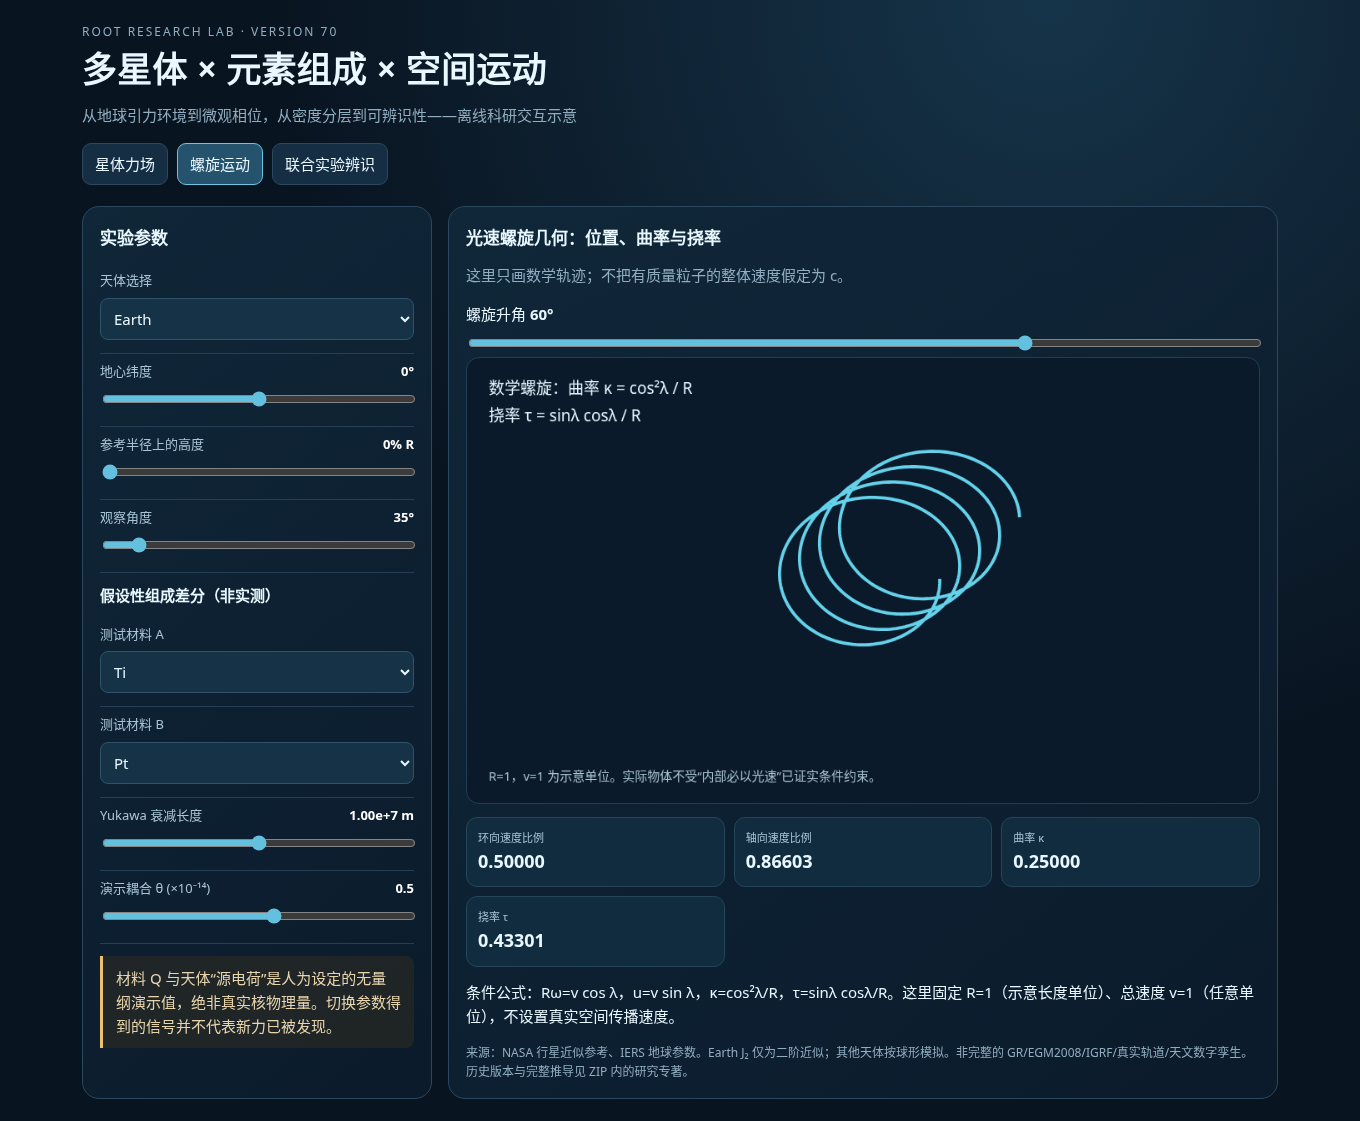 ROOT RESEARCH LAB · VERSION 70
多星体 × 元素组成 × 空间运动
从地球引力环境到微观相位，从密度分层到可辨识性——离线科研交互示意
星体力场
螺旋运动
联合实验辨识
实验参数
天体选择
Earth
地心纬度 0°
参考半径上的高度 0% R
观察角度 35°
假设性组成差分（非实测）
测试材料 A
Ti
测试材料 B
Pt
Yukawa 衰减长度 1.00e+7 m
演示耦合 θ (×10⁻¹⁴) 0.5
材料 Q 与天体“源电荷”是人为设定的无量
纲演示值，绝非真实核物理量。切换参数得
到的信号并不代表新力已被发现。
光速螺旋几何：位置、曲率与挠率
这里只画数学轨迹；不把有质量粒子的整体速度假定为 c。
螺旋升角 60°
数学螺旋：曲率 κ = cos²λ / R
挠率 τ = sinλ cosλ / R
R=1，v=1 为示意单位。实际物体不受“内部必以光速”已证实条件约束。
环向速度比例
0.50000
轴向速度比例
0.86603
曲率 κ
0.25000
挠率 τ
0.43301
条件公式：Rω=v cos λ，u=v sin λ，κ=cos²λ/R，τ=sinλ cosλ/R。这里固定 R=1（示意长度单位）、总速度 v=1（任意单
位），不设置真实空间传播速度。
来源：NASA 行星近似参考、IERS 地球参数。Earth J₂ 仅为二阶近似；其他天体按球形模拟。非完整的 GR/EGM2008/IGRF/真实轨道/天文数字孪生。
历史版本与完整推导见 ZIP 内的研究专著。